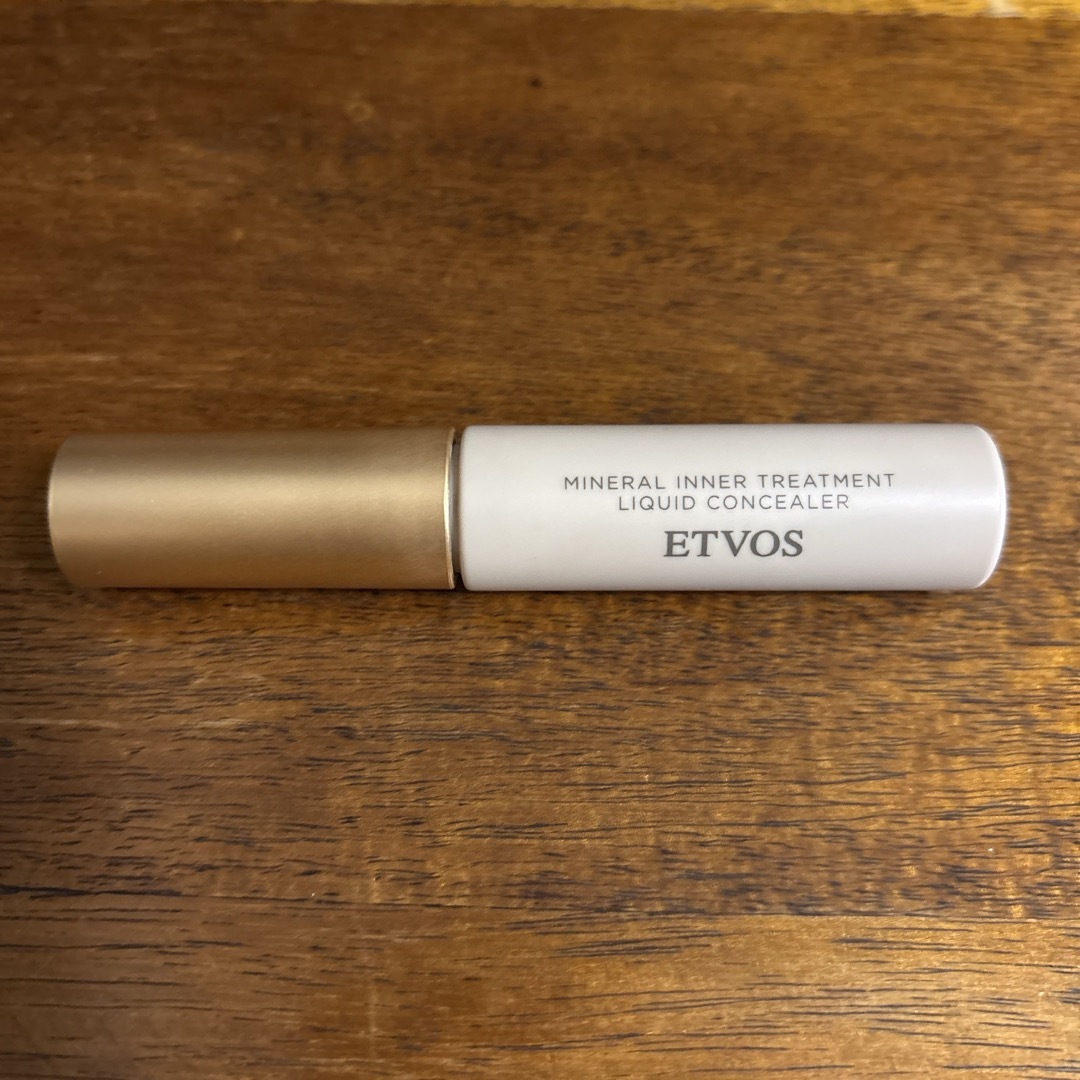 MINERAL INNER TREATMENT
LIQUID CONCEALER
ETVOS